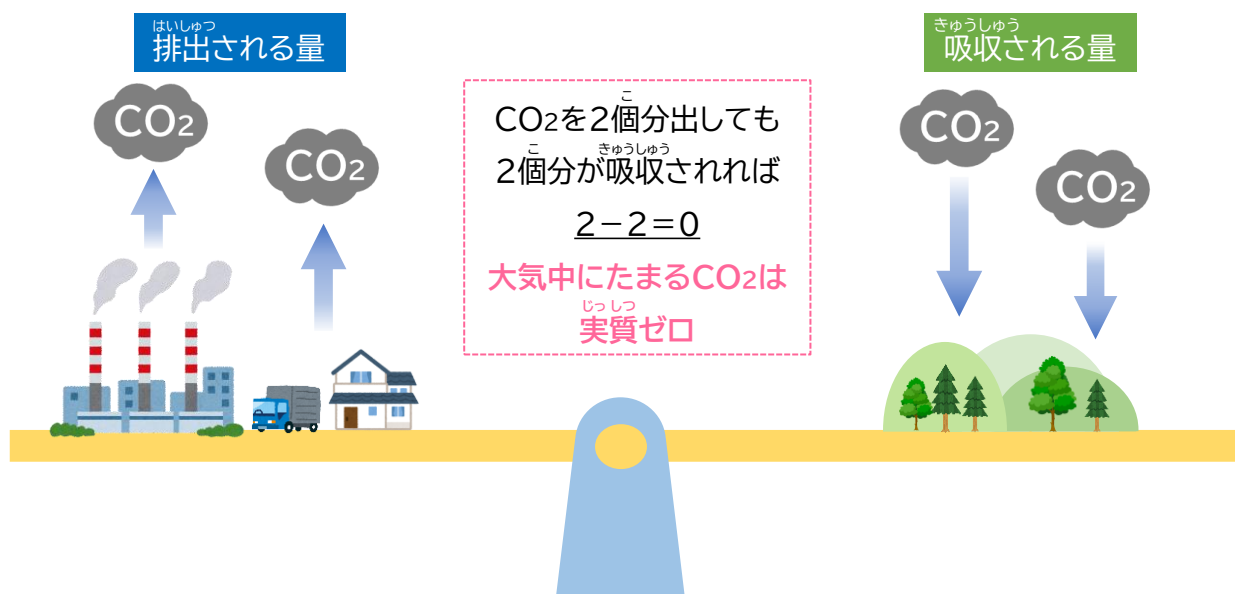 はいしゅつ
排出される量
CO2
CO2
こ
CO2を2個分出しても
こ きゅうしゅう
2個分が吸収されれば
2－2＝0
大気中にたまるCO2は
じっしつ
実質ゼロ
きゅうしゅう
吸収される量
CO2
CO2